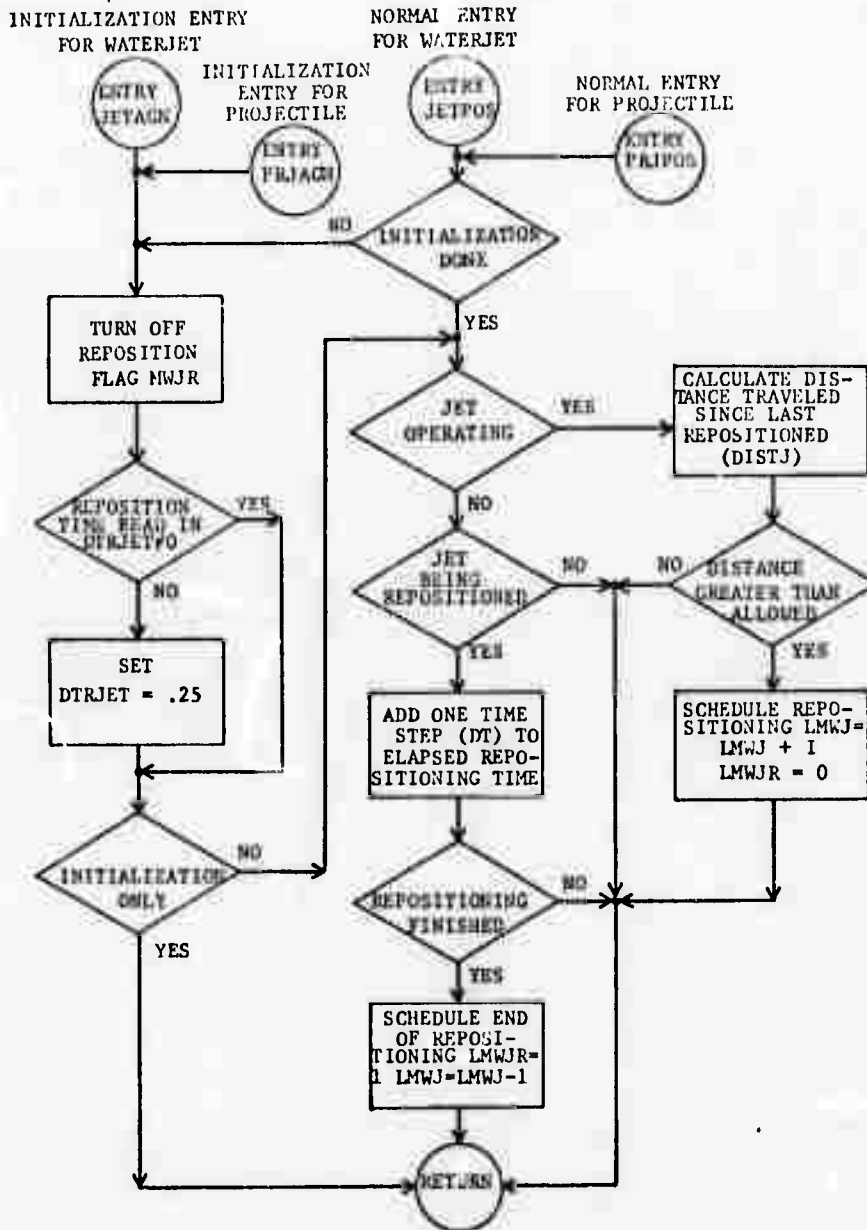 INITIALIZATION ENTRY
FOR WATERJET
NORMAL ENTRY
FOR WATERJET
INITIALIZATION
ENTRY FOR
PROJECTILE
NORMAL ENTRY
FOR PROJECTILE
ENTRY
ENTRY
JETPOS
ENTRY
ENTRY
NO
INITIALIZATION
DONE
YES
TURN OFF
REPOSITION
FLAG MWJR
JET
OPERATING
YES
CALCULATE DIS-
TANCE TRAVELED
SINCE LAST
REPOSITIONED
(DISTJ)
NO
REPOSITION
TIME READ IN
DTRJET≠0
YES
NO
JET
BEING
REPOSITIONED
NO
NO
DISTANCE
GREATER THAN
ALLOWED
YES
YES
SET
DTRJET = .25
ADD ONE TIME
STEP (DT) TO
ELAPSED REPO-
SITIONING TIME
SCHEDULE REPO-
SITIONING LMWJ=
LMWJ + I
LMWJR = 0
INITIALIZATION
ONLY
NO
YES
REPOSITIONING
FINISHED
NO
YES
SCHEDULE END
OF REPOSI-
TIONING LMWJR=
1 LMWJ=LMWJ-1
RETURN